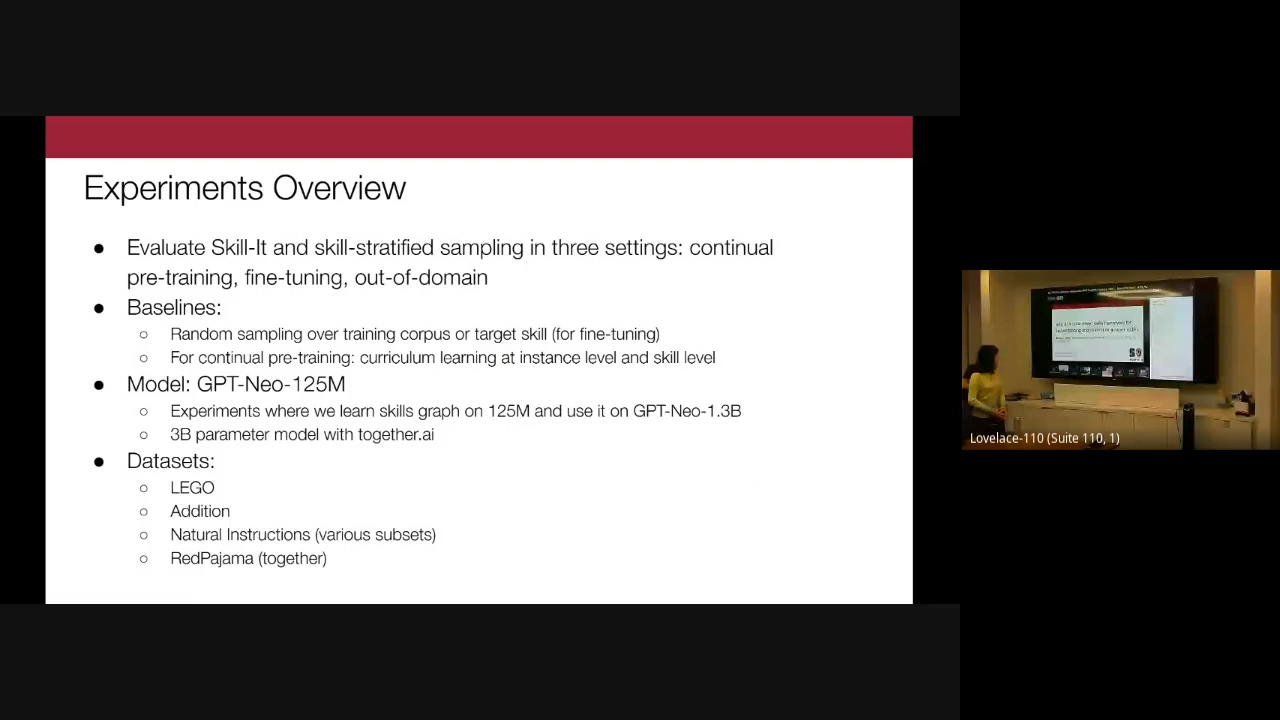 Experiments Overview
● Evaluate Skill-It and skill-stratified sampling in three settings: continual
pre-training, fine-tuning, out-of-domain
● Baselines:
○ Random sampling over training corpus or target skill (for fine-tuning)
○ For continual pre-training: curriculum learning at instance level and skill level
● Model: GPT-Neo-125M
○ Experiments where we learn skills graph on 125M and use it on GPT-Neo-1.3B
○ 3B parameter model with together.ai
● Datasets:
○ LEGO
○ Addition
○ Natural Instructions (various subsets)
○ RedPajama (together)
Lovelace-110 (Suite 110, 1)